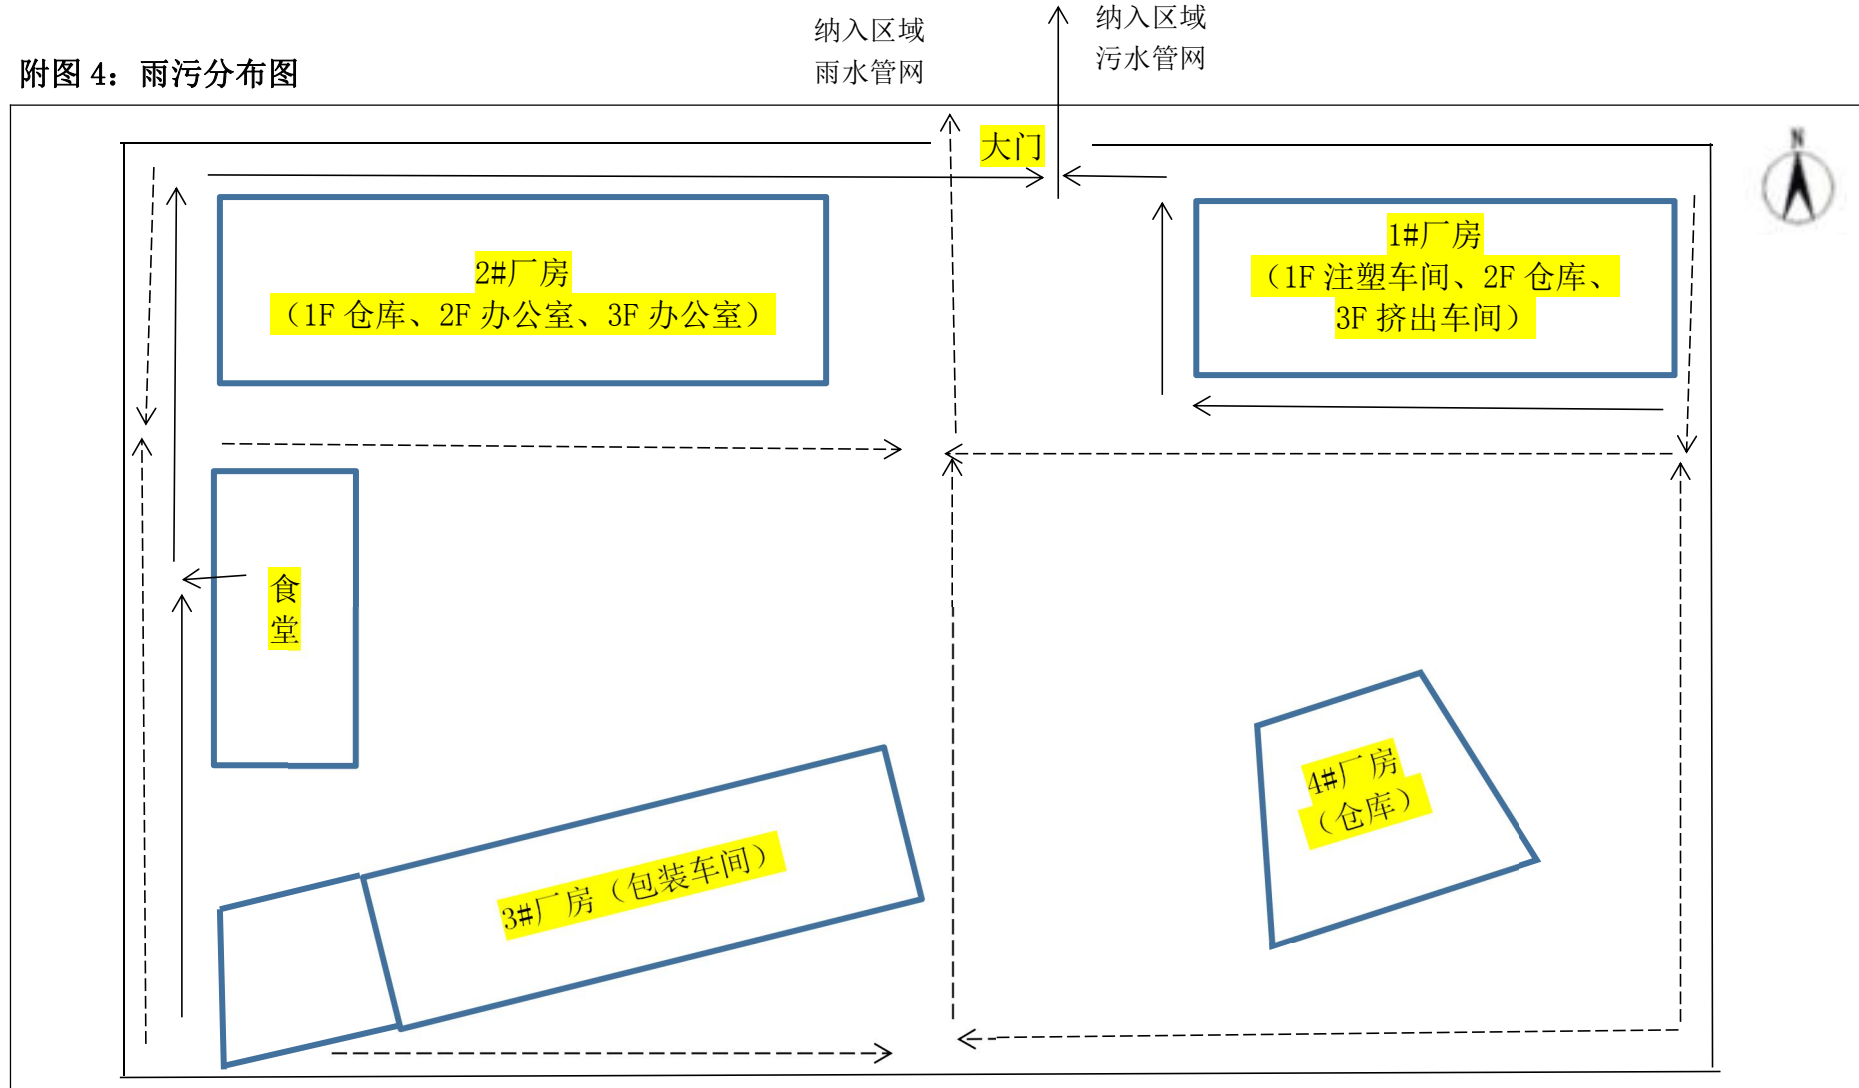 纳入区域
雨水管网
纳入区域
污水管网
附图 4：雨污分布图
大门
N
2#厂房
（1F 仓库、2F 办公室、3F 办公室）
1#厂房
（1F 注塑车间、2F 仓库、
3F 挤出车间）
食
堂
4#厂房
（仓库）
3#厂房（包装车间）